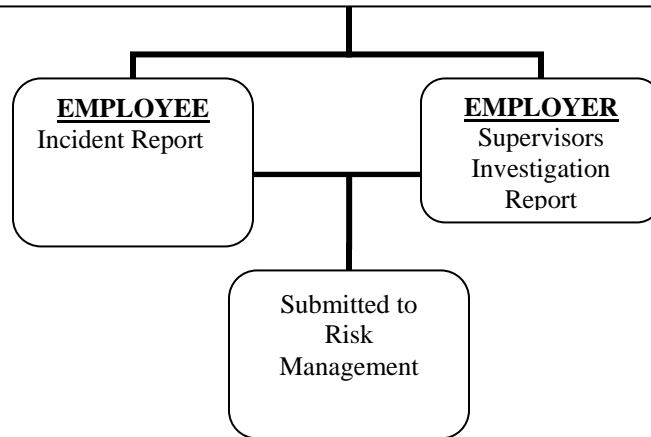 EMPLOYEE
Incident Report
EMPLOYER
Supervisors
Investigation
Report
Submitted to
Risk
Management